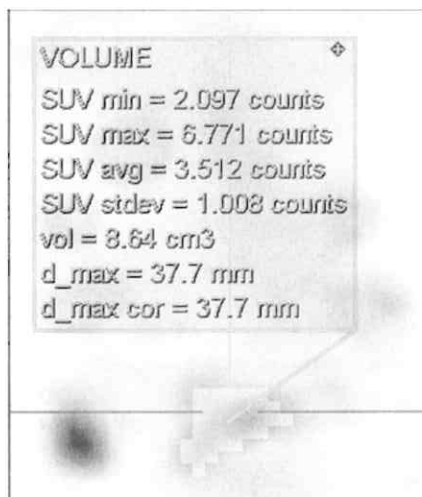 VOLUME
SUV min = 2.097 counts
SUV max = 6.771 counts
SUV avg = 3.512 counts
SUV stdev = 1.008 counts
vol = 8.64 cm3
d_max = 37.7 mm
d_max cor = 37.7 mm